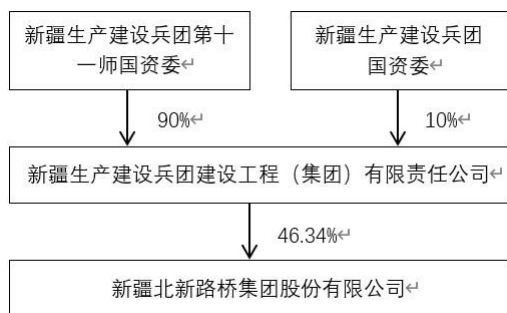 新疆生产建设兵团第十
一师国资委↵
新疆生产建设兵团
国资委↵
90%↵
10%↵
新疆生产建设兵团建设工程（集团）有限责任公司↵
46.34%↵
新疆北新路桥集团股份有限公司↵